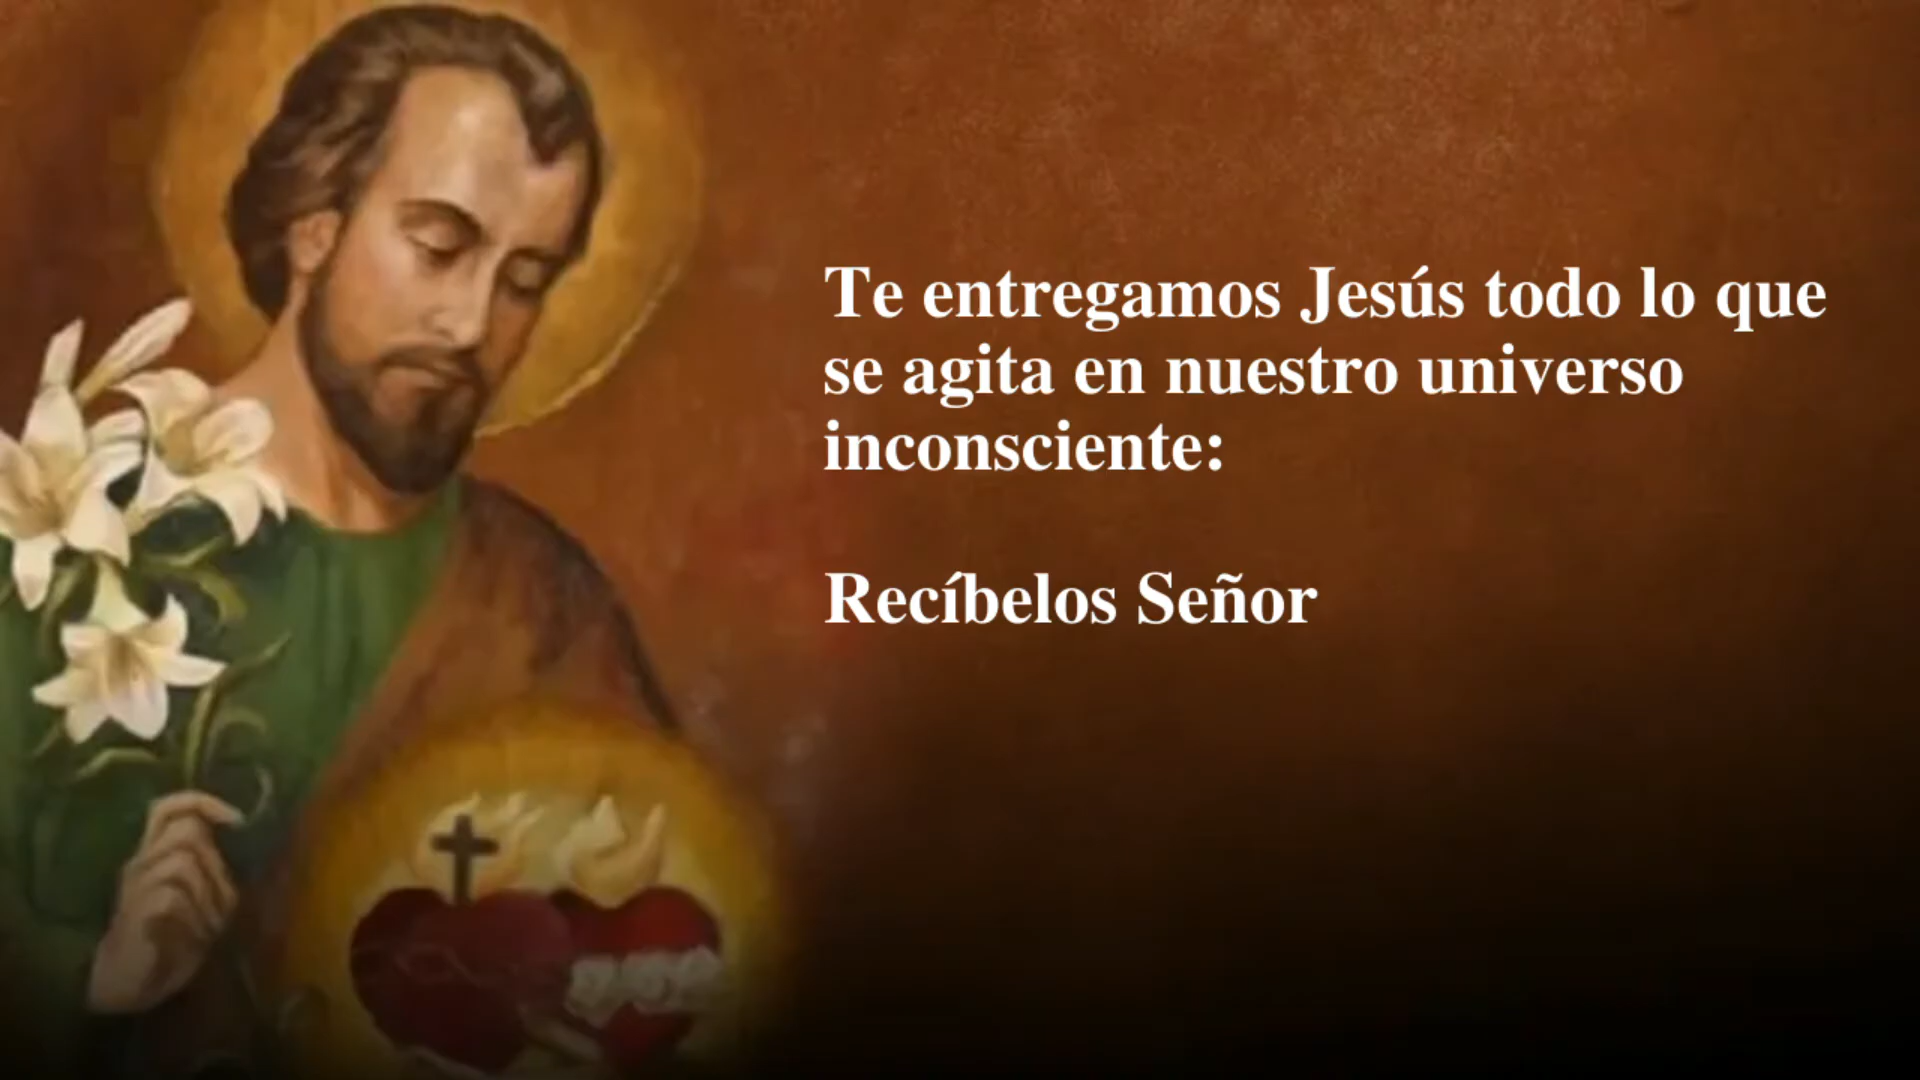 Te entregamos Jesús todo lo que
se agita en nuestro universo
inconsciente:
Recíbelos Señor